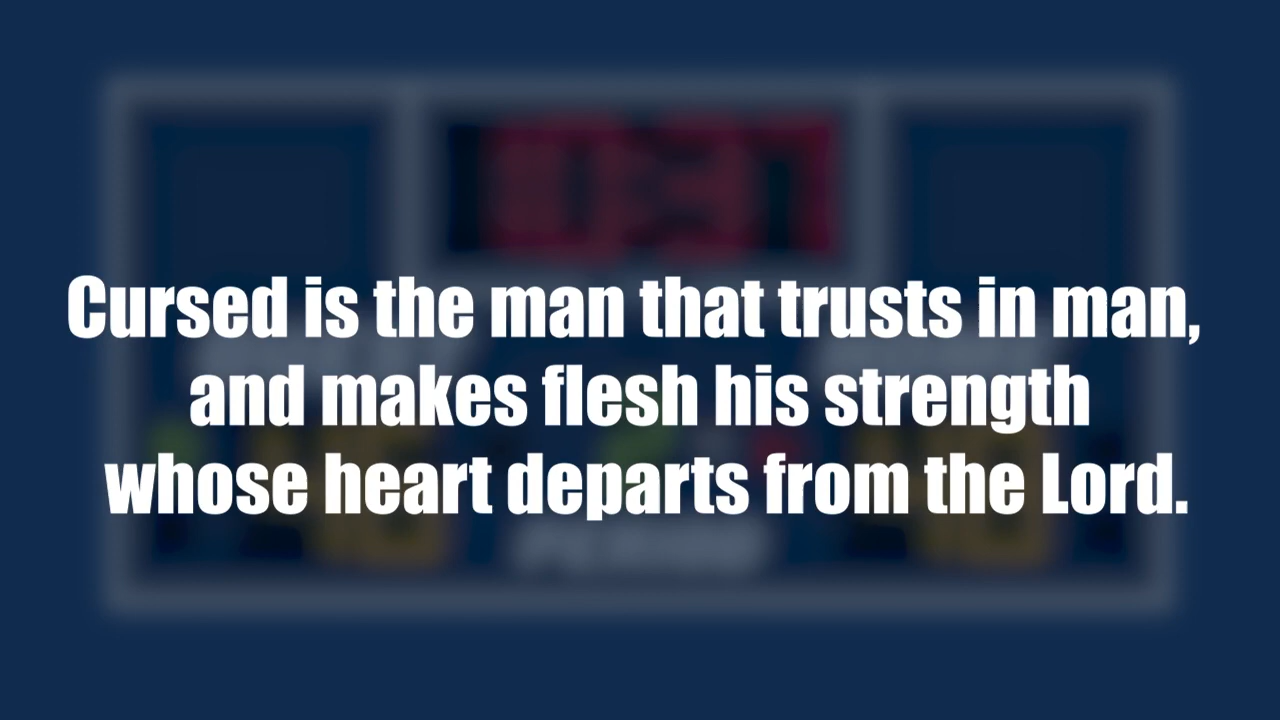 Cursed is the man that trusts in man,
and makes flesh his strength
whose heart departs from the Lord.